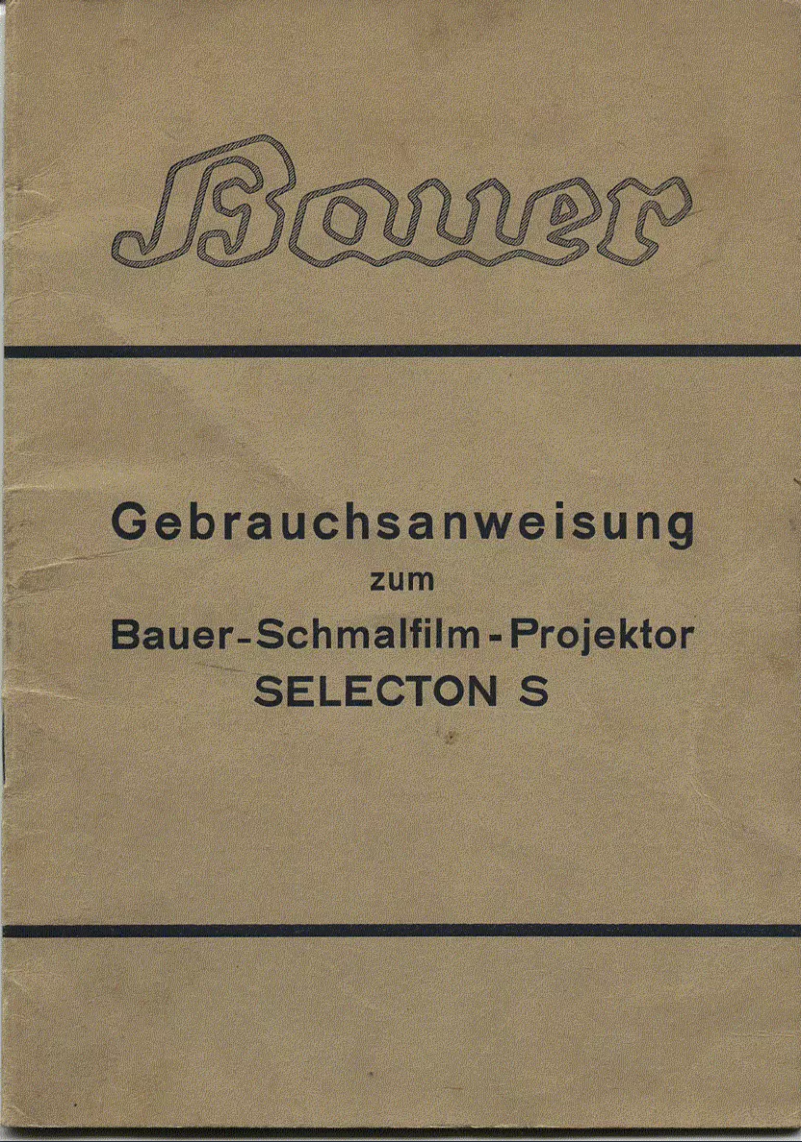 Bauer
Gebrauchsanweisung
zum
Bauer-Schmalfilm-Projektor
SELECTON S